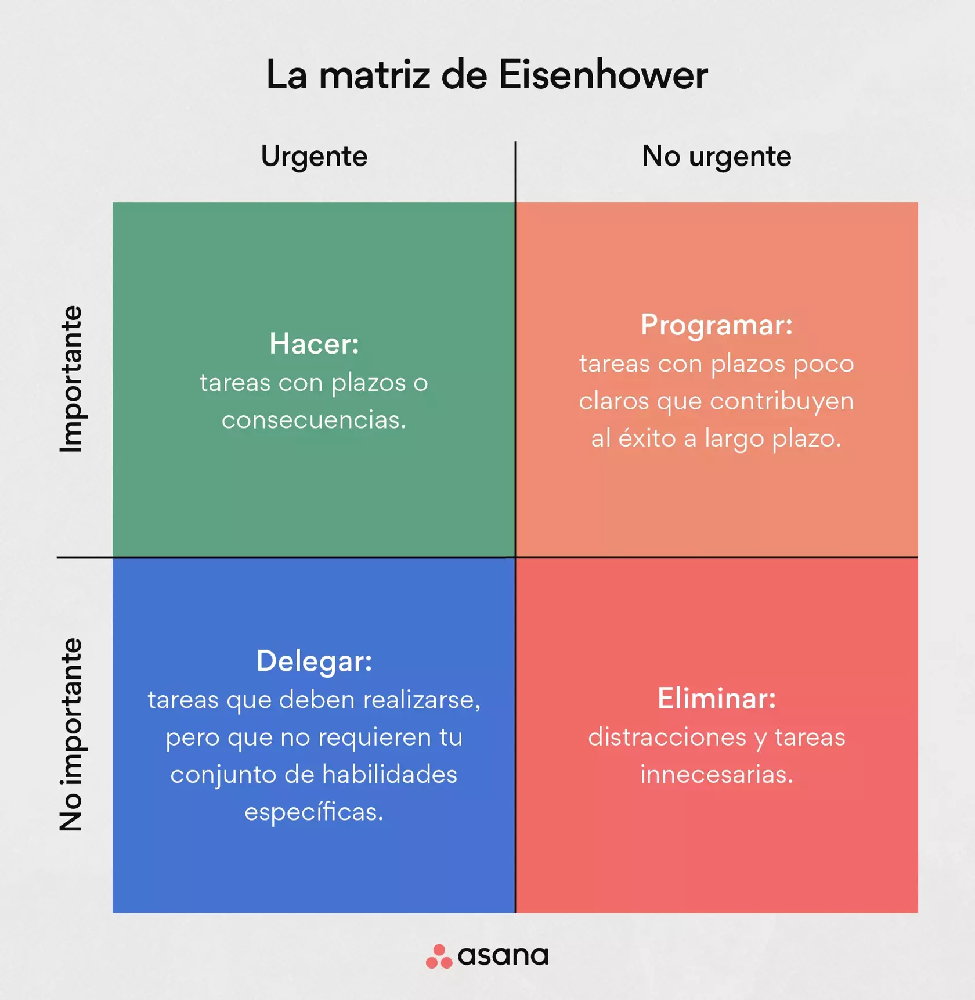 La matriz de Eisenhower
Urgente
No urgente
Importante
Hacer:
tareas con plazos o
consecuencias.
Programar:
tareas con plazos poco
claros que contribuyen
al éxito a largo plazo.
No importante
Delegar:
tareas que deben realizarse,
pero que no requieren tu
conjunto de habilidades
específicas.
Eliminar:
distracciones y tareas
innecesarias.
asana